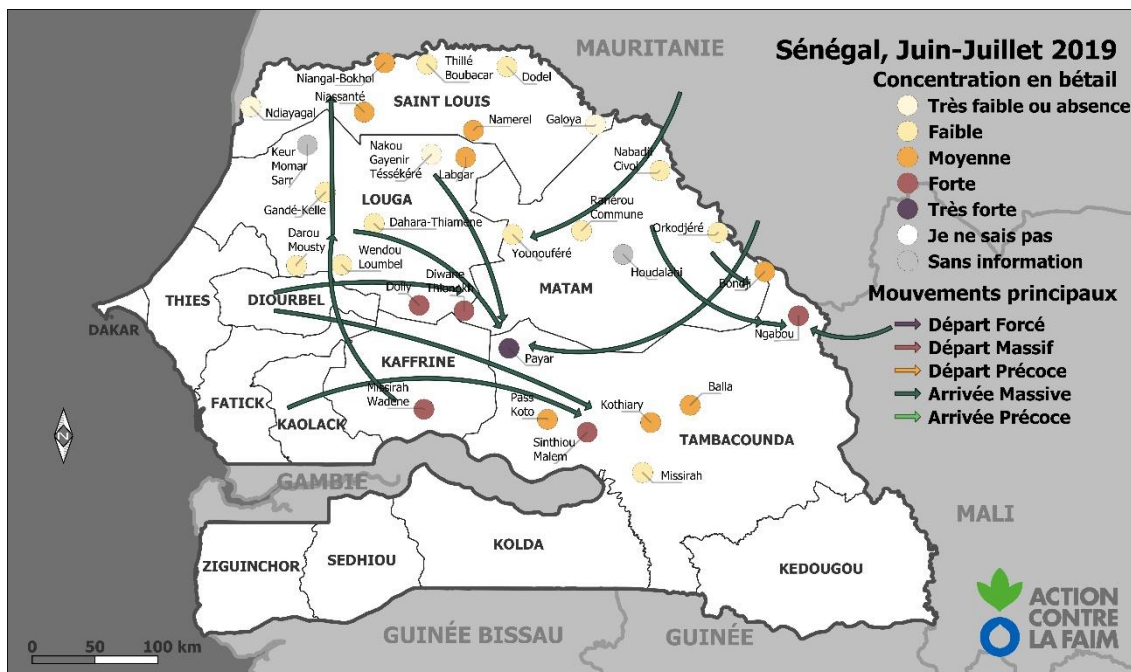 MAURITANIE
Sénégal, Juin-Juillet 2019
Concentration en bétail
Très faible ou absence
Faible
Moyenne
Forte
Très forte
Je ne sais pas
Sans information
Mouvements principaux
Départ Forcé
Départ Massif
Départ Précoce
Arrivée Massive
Arrivée Précoce
Niangal-Bokhol
Thillé
Boubacar
Dodel
Niassanté
SAINT LOUIS
Ndiayagal
Namerel
Galoya
Keur
Momar
Sarr
Nakou
Gayenir
Téssékéré
Labgar
Nabadji
Civol
LOUGA
Gandé-Kelle
Ranérou
Commune
Dahara-Thiamene
Orkodjéré
Darou
Mousty
Wendou
Loumbel
Younouféré
Houdalahi
Diwane
Thiongkh
Dolly
Bondji
MATAM
THIES
DIOURBEL
DAKAR
Ngabou
Payar
KAFFRINE
Missirah
Wadène
Balla
Pass
Koto
Kothiary
FATICK
KAOLACK
Sinthiou
Malem
TAMBACOUNDA
Missirah
GAMBIE
MALI
KOLDA
SEDHIOU
ZIGUINCHOR
KEDOUGOU
N
GUINÉE BISSAU
GUINÉE
0 50 100 km
ACTION
CONTRE
LA FAIM